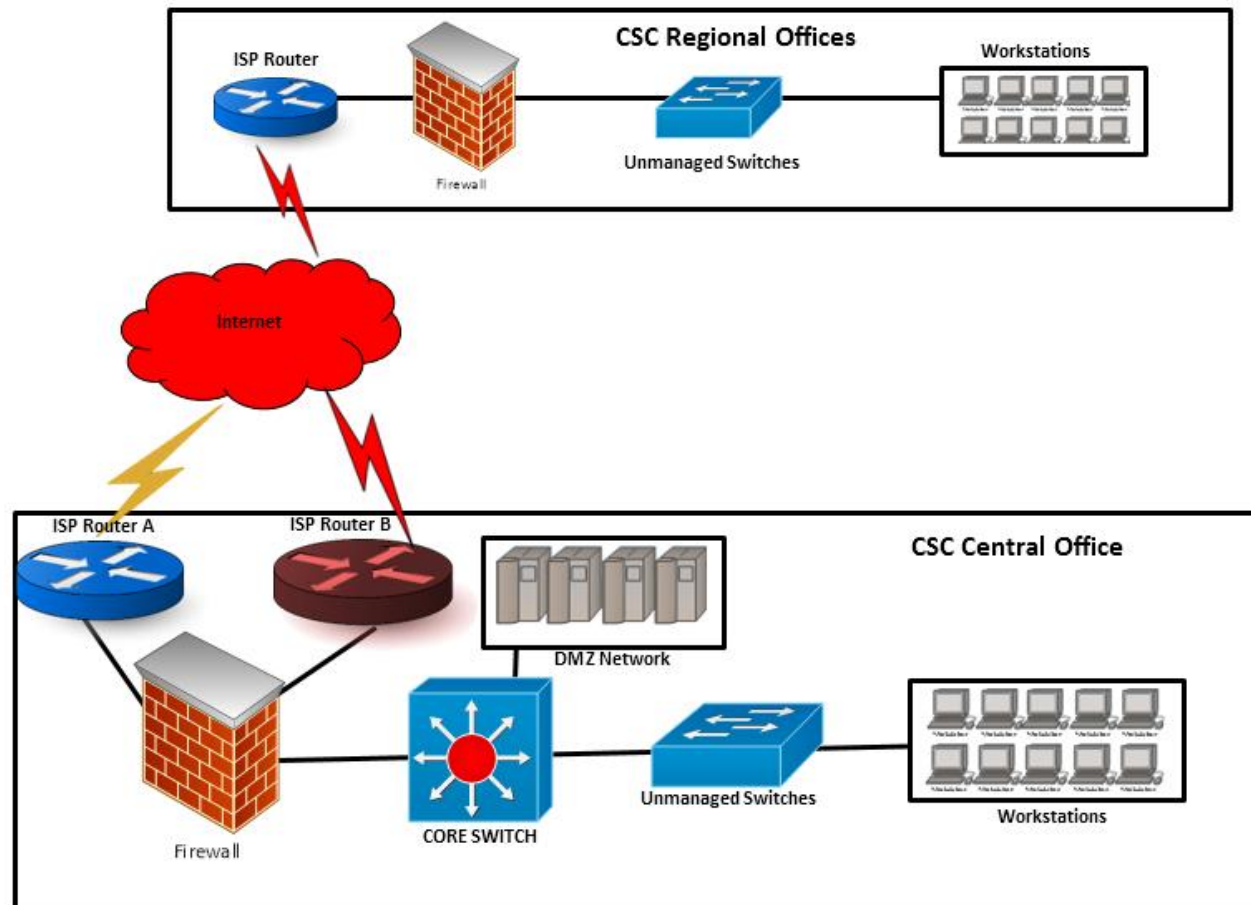 CSC Regional Offices
ISP Router
Workstations
Unmanaged Switches
Firewall
Internet
ISP Router A
ISP Router B
CSC Central Office
DMZ Network
Unmanaged Switches
CORE SWITCH
Workstations
Firewall